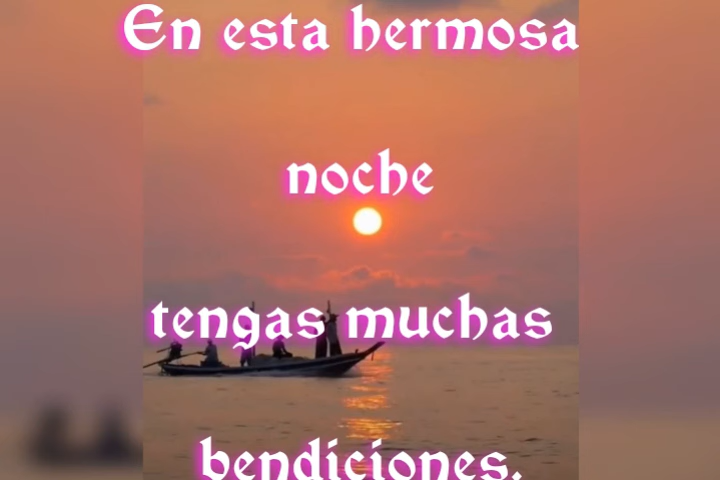 En esta hermosa
noche
tengas muchas
bendiciones.